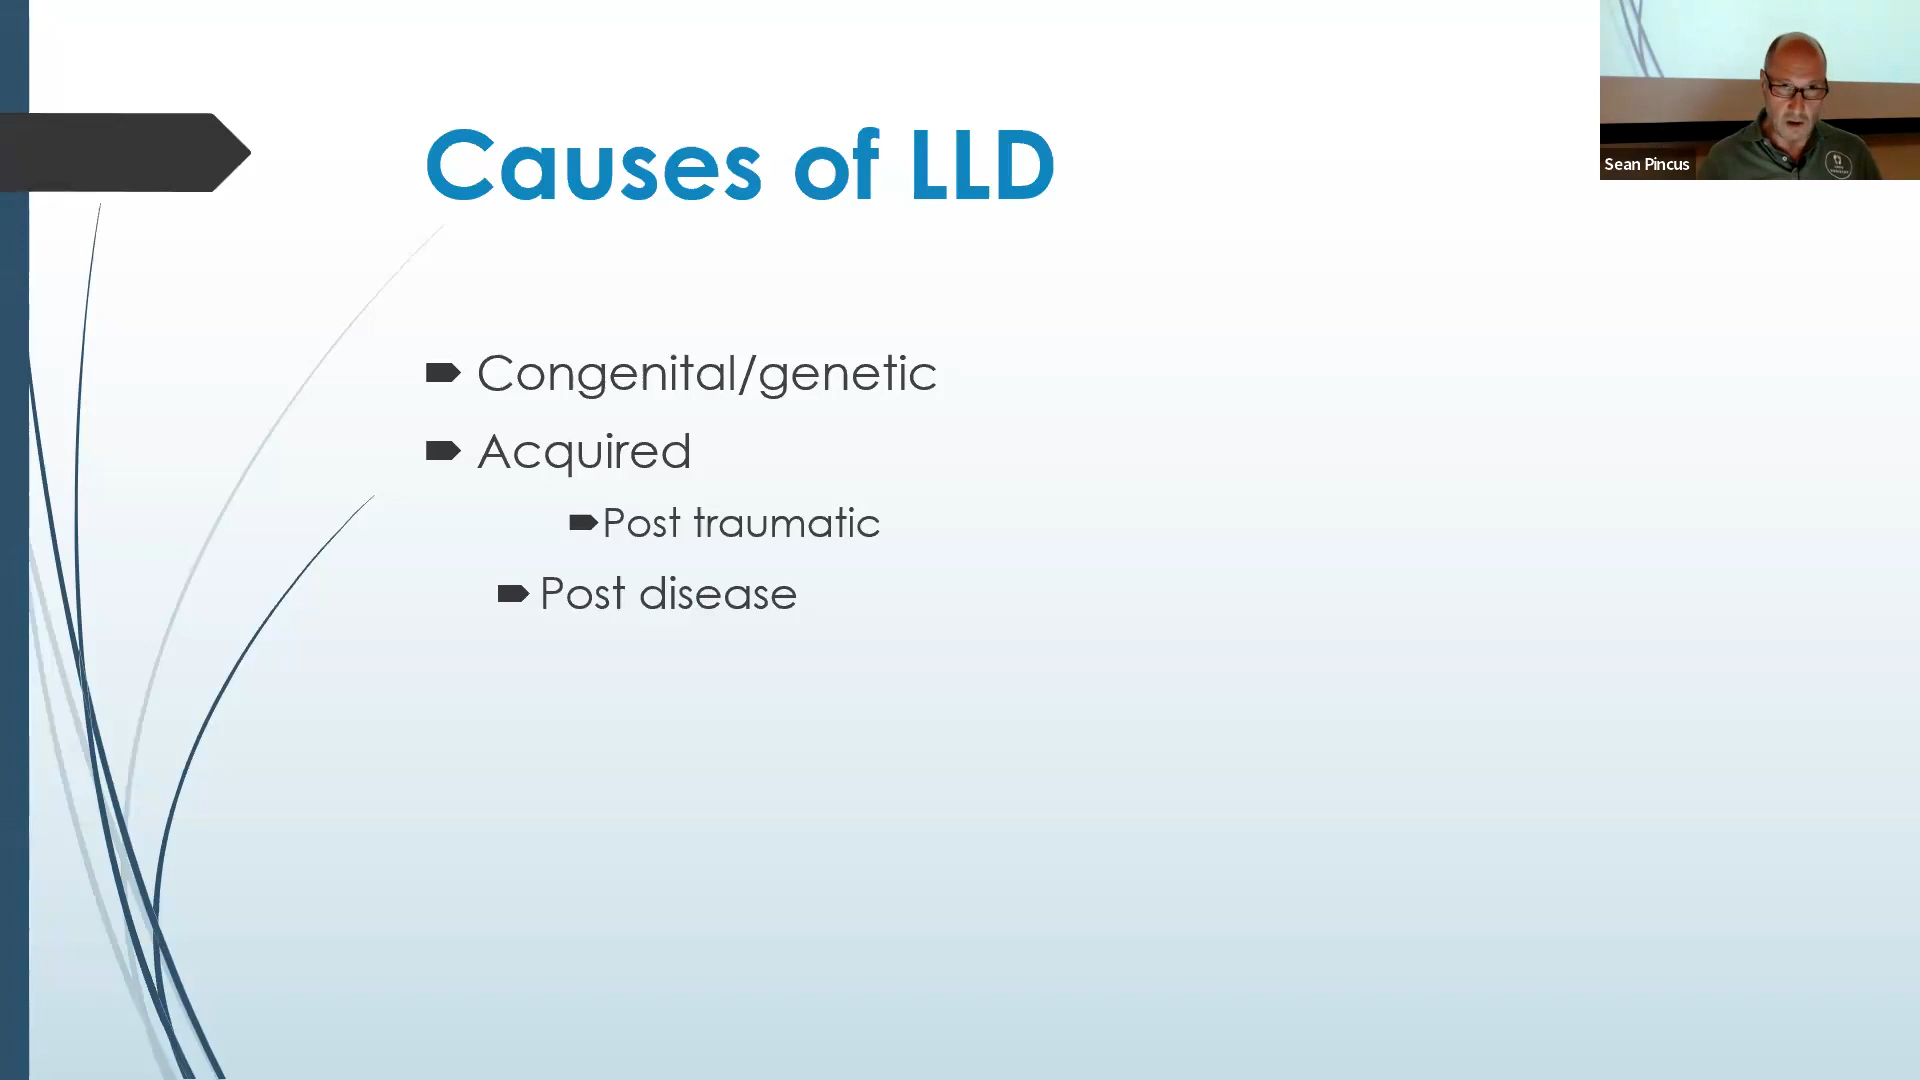 Causes of LLD
Sean Pincus
Congenital/genetic
Acquired
Post traumatic
Post disease